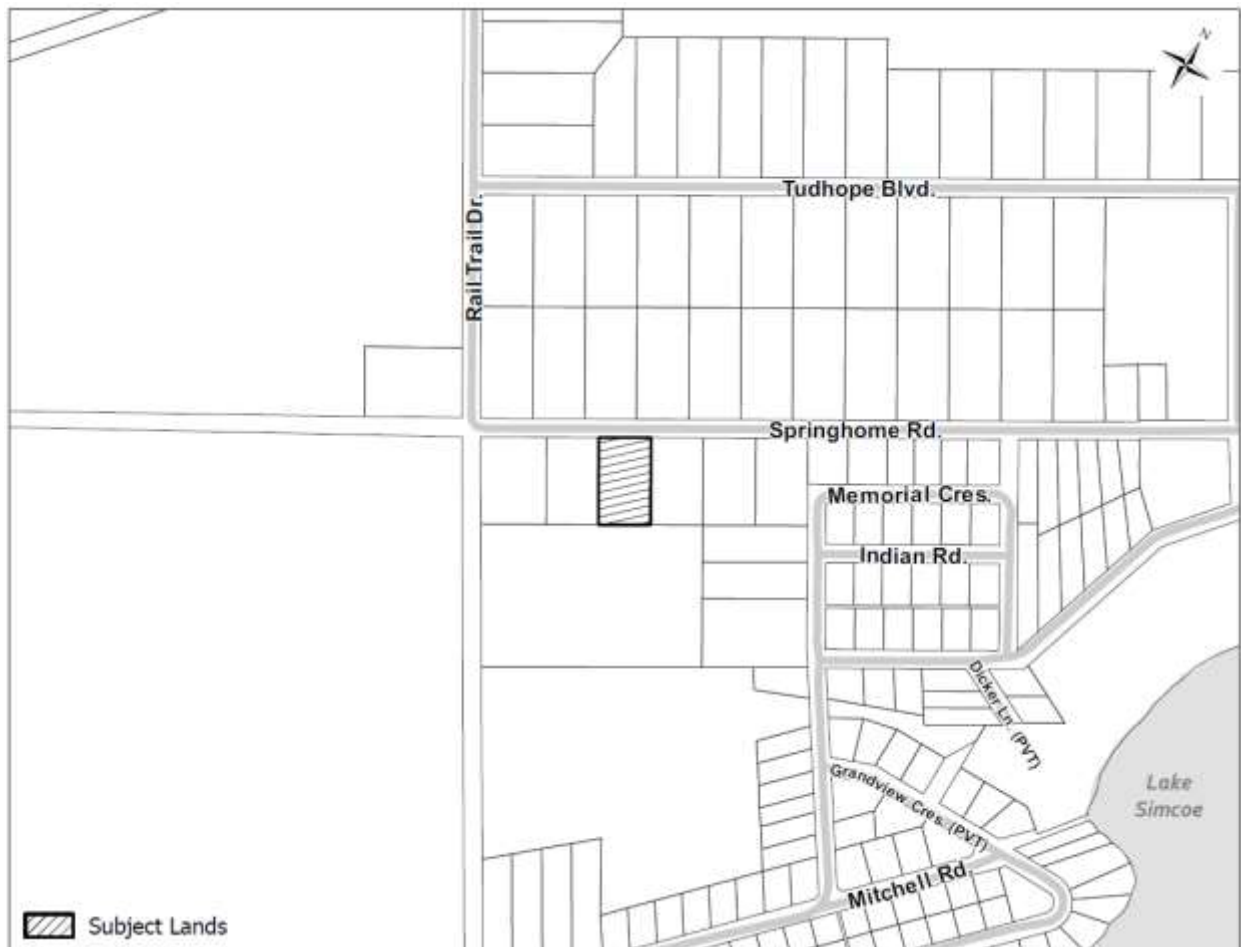 N
Tudhope Blvd.
Rail Trail Dr.
Springhome Rd.
Memorial Cres.
Indian Rd.
Dicker Ln. (PVT)
Grandview Cres. (PVT)
Lake
Simcoe
Mitchell Rd.
Subject Lands